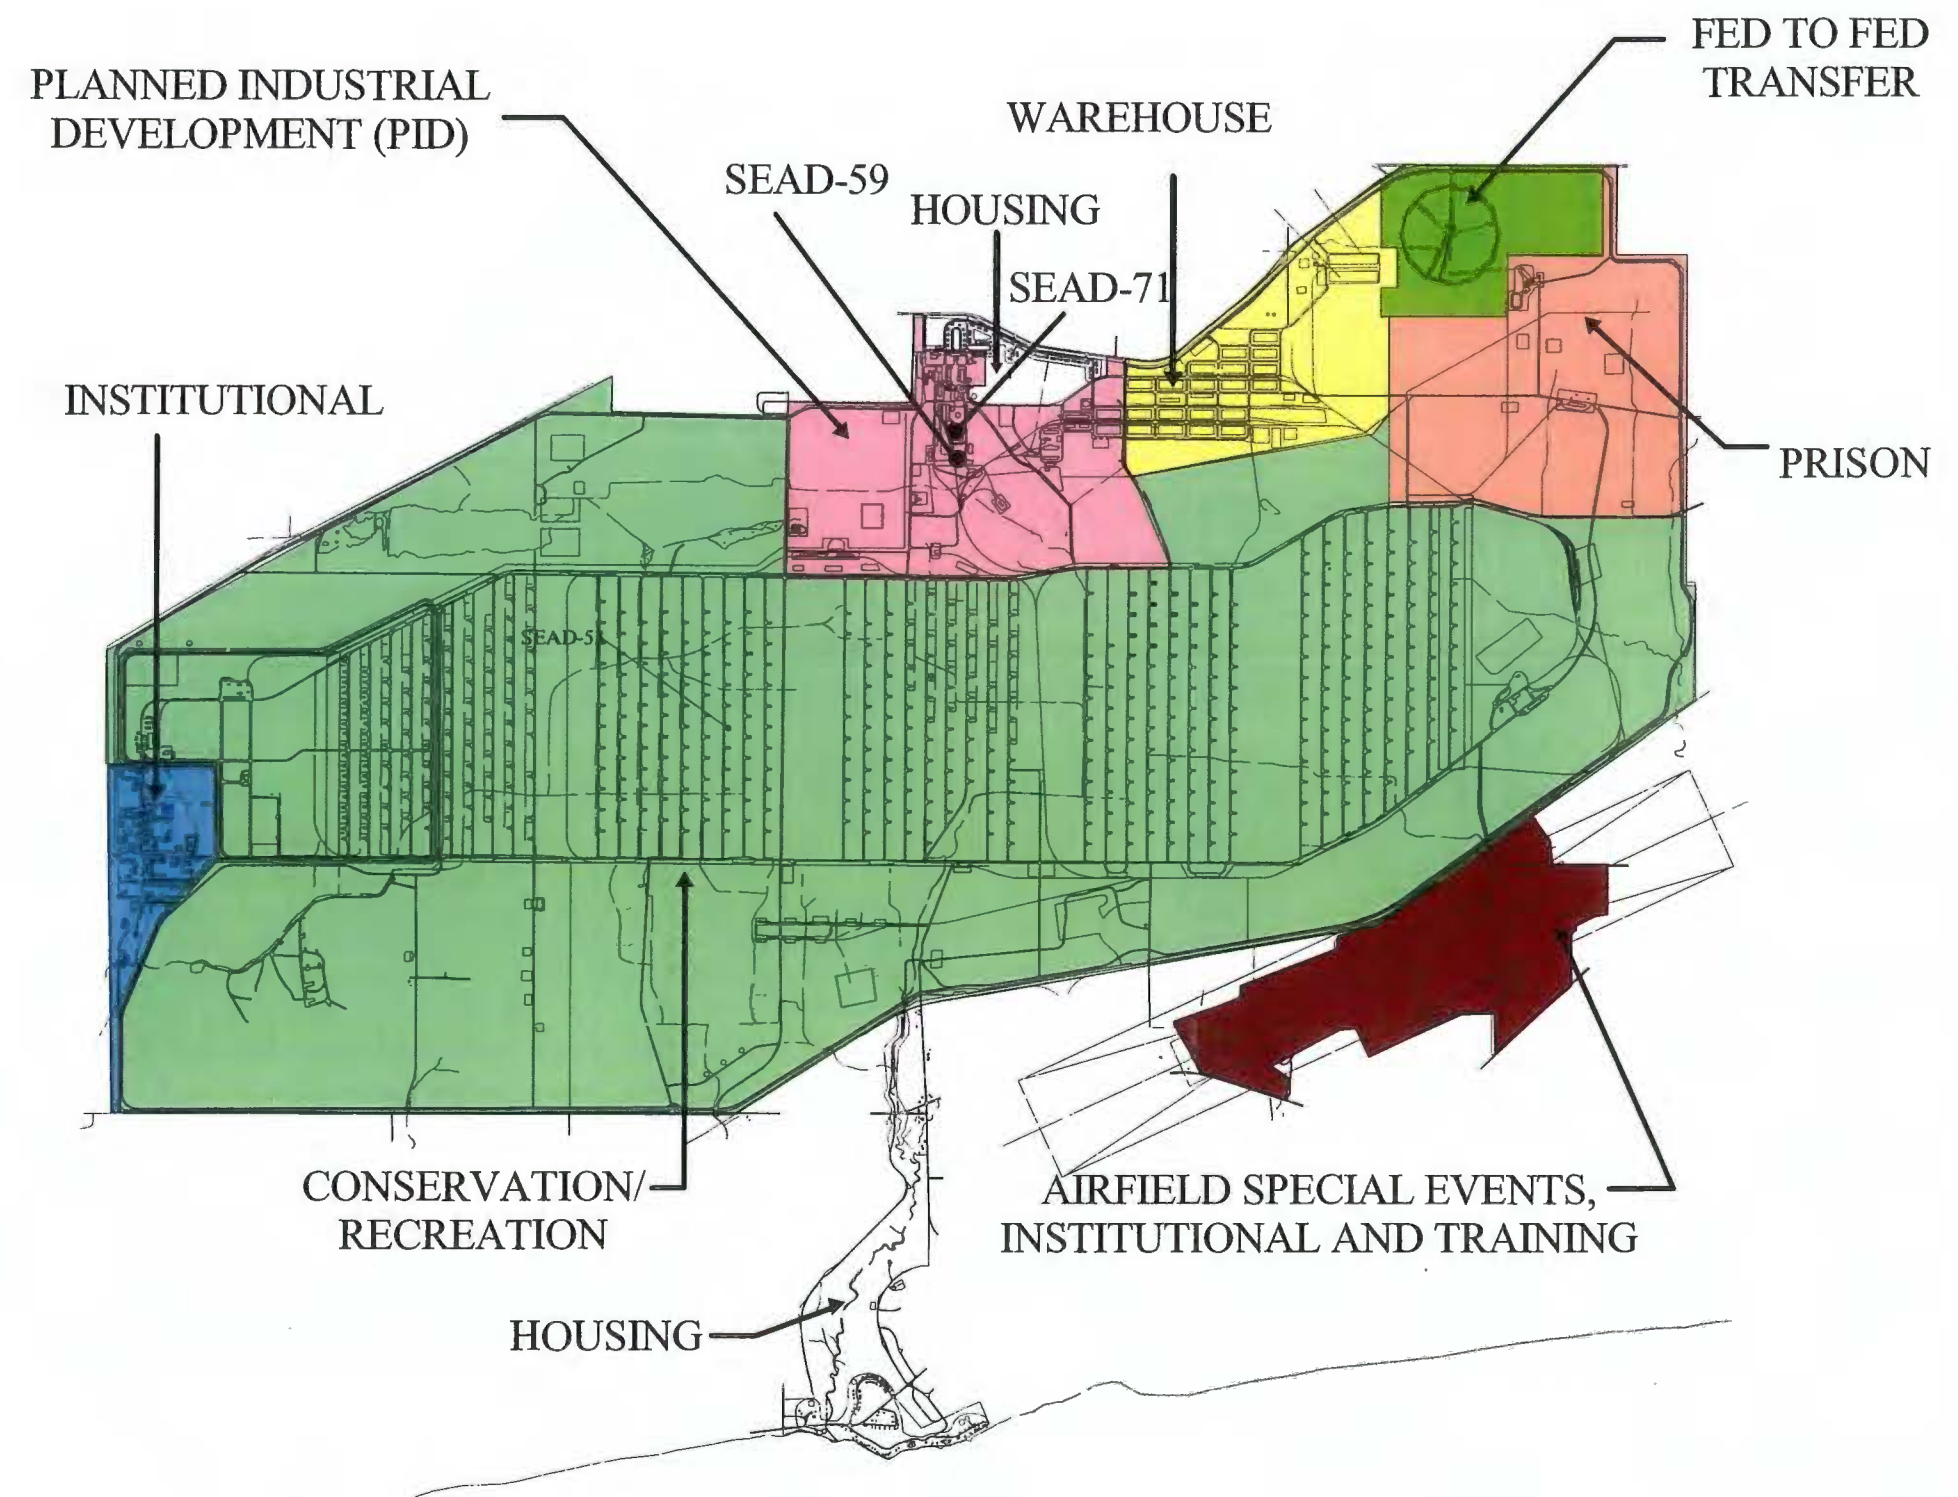 FED TO FED
TRANSFER
PLANNED INDUSTRIAL
DEVELOPMENT (PID)
WAREHOUSE
SEAD-59
HOUSING
SEAD-71
INSTITUTIONAL
PRISON
CONSERVATION/
RECREATION
AIRFIELD SPECIAL EVENTS,
INSTITUTIONAL AND TRAINING
HOUSING